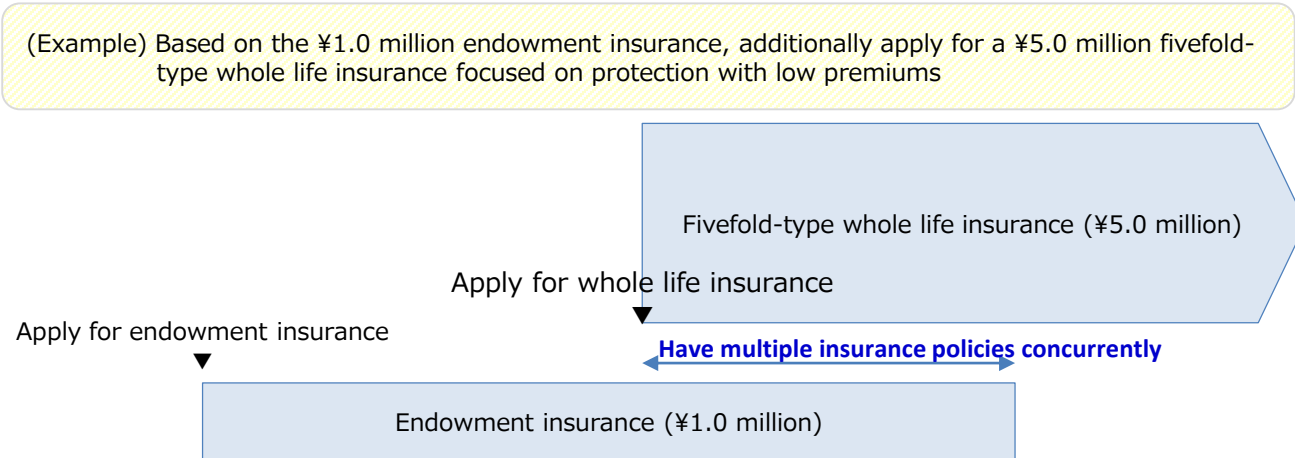 (Example) Based on the ¥1.0 million endowment insurance, additionally apply for a ¥5.0 million fivefold-
type whole life insurance focused on protection with low premiums
Fivefold-type whole life insurance (¥5.0 million)
Apply for whole life insurance
Apply for endowment insurance
Have multiple insurance policies concurrently
Endowment insurance (¥1.0 million)